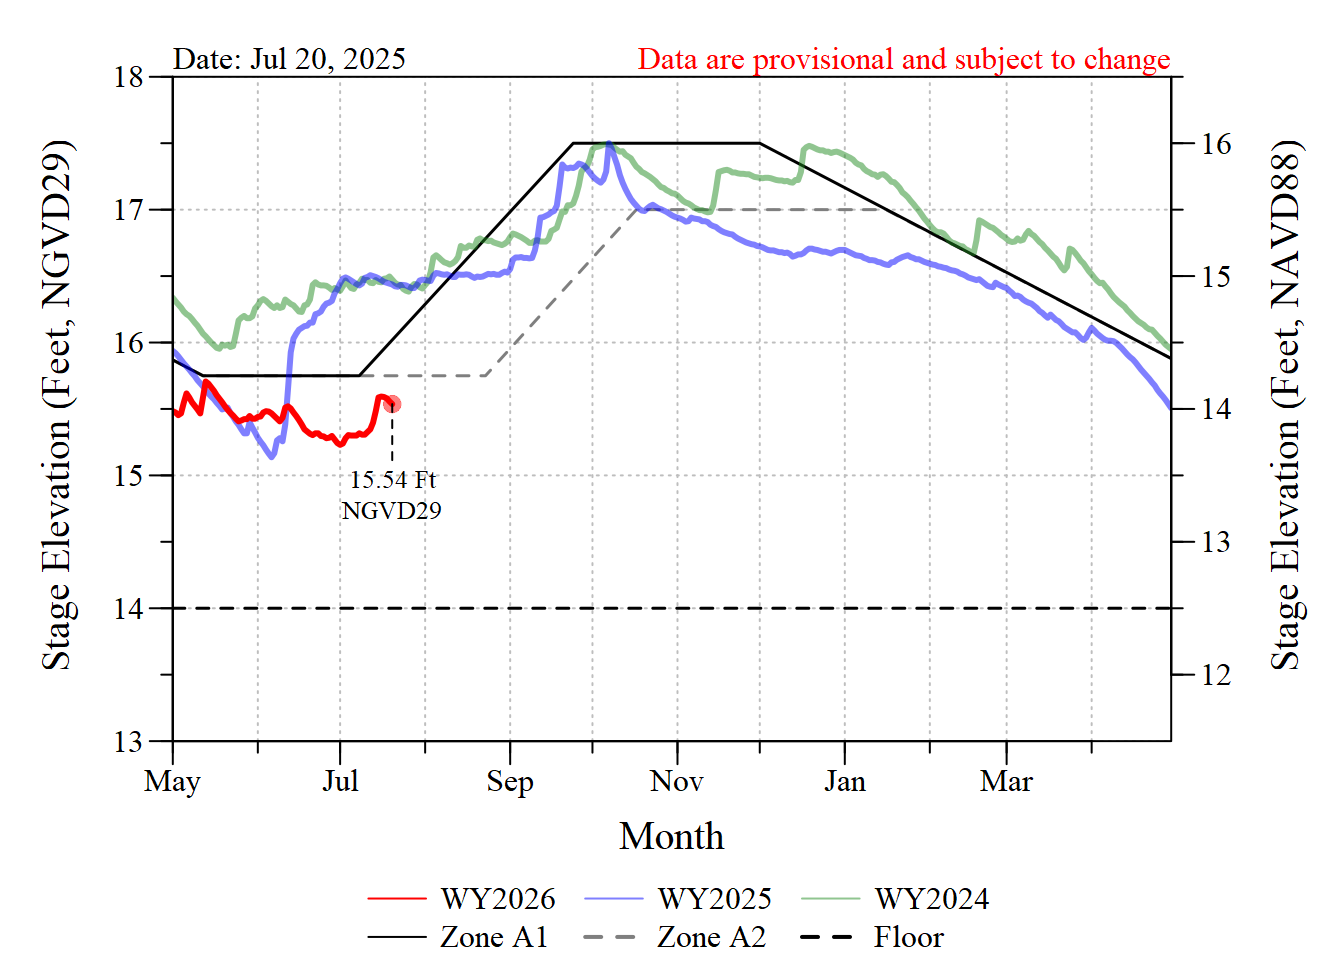 Date: Jul 20, 2025
Data are provisional and subject to change
Stage Elevation (Feet, NGVD29)
18
17
16
15
14
13
16
15
14
13
12
Stage Elevation (Feet, NAVD88)
15.54 Ft
NGVD29
May Jul Sep Nov Jan Mar
Month
WY2026 WY2025 WY2024
Zone A1 Zone A2 Floor